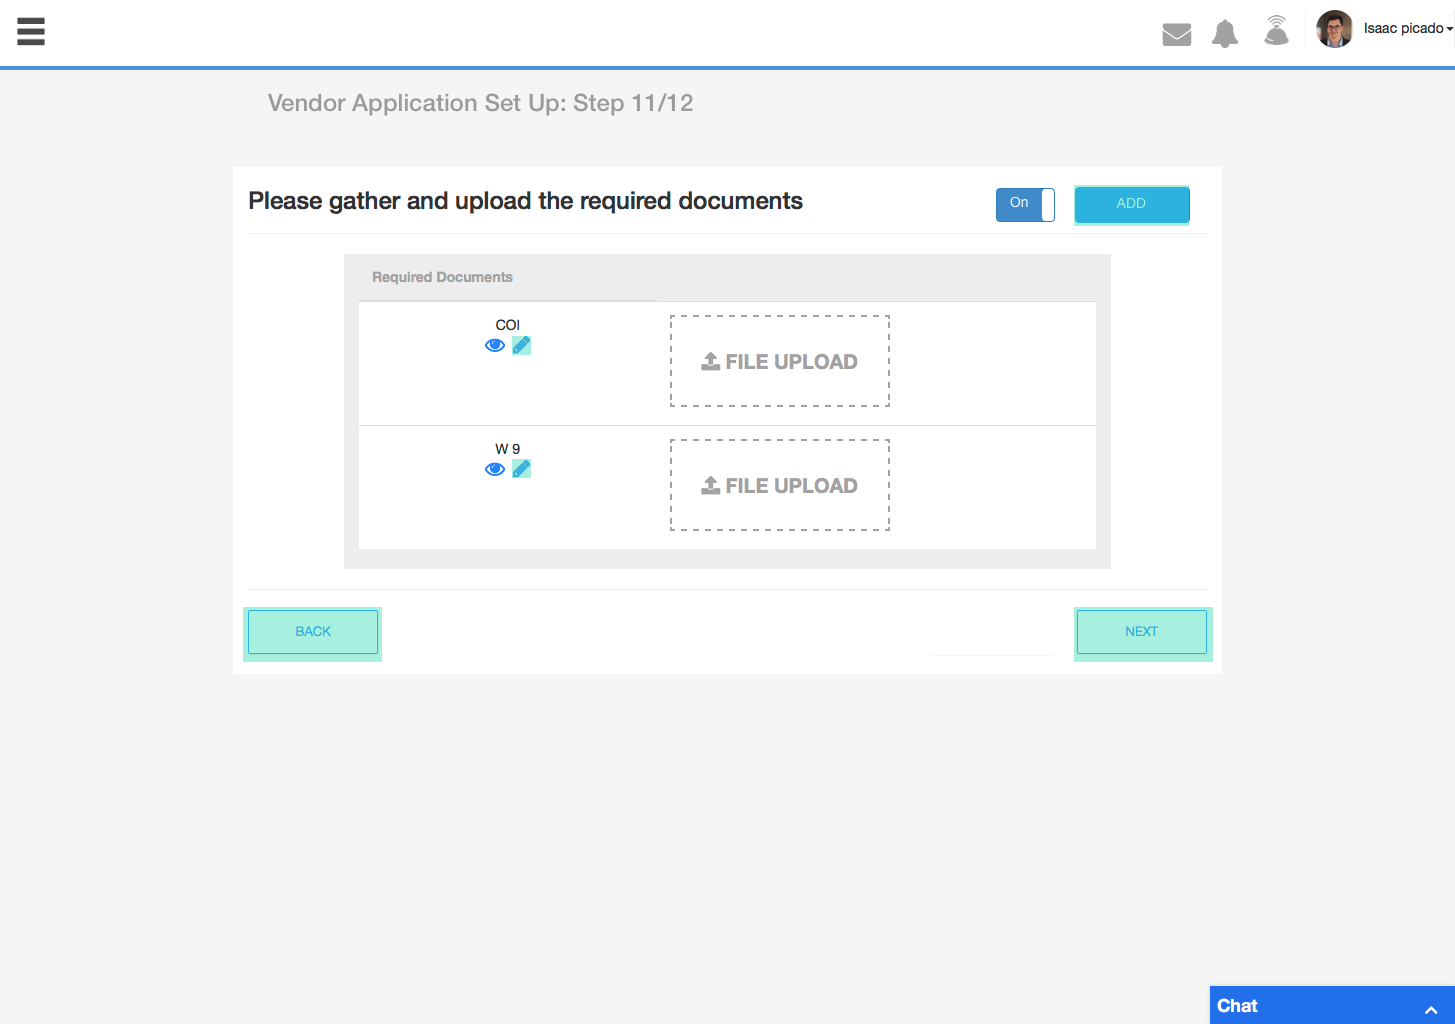 Isaac picado
Vendor Application Set Up: Step 11/12
Please gather and upload the required documents
On
ADD
Required Documents
COI
FILE UPLOAD
W 9
FILE UPLOAD
BACK
NEXT
Chat